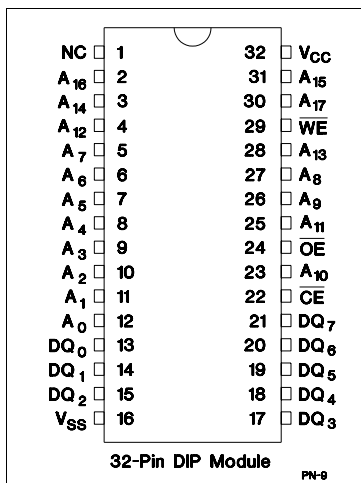 NC 1 32 VCC
A16 2 31 A15
A14 3 30 A17
A12 4 29 WE
A7 5 28 A13
A6 6 27 A8
A5 7 26 A9
A4 8 25 A11
A3 9 24 OE
A2 10 23 A10
A1 11 22 CE
A0 12 21 DQ7
DQ0 13 20 DQ6
DQ1 14 19 DQ5
DQ2 15 18 DQ4
VSS 16 17 DQ3
32-Pin DIP Module
PN-9